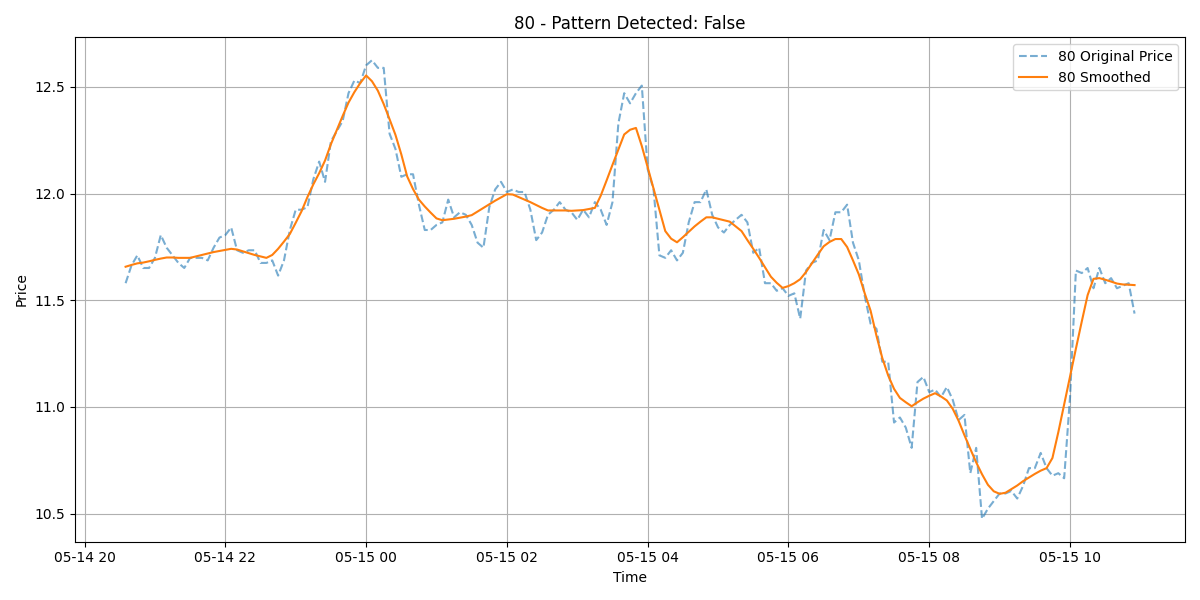 80 - Pattern Detected: False
80 Original Price
80 Smoothed
Price
12.5
12.0
11.5
11.0
10.5
05-14 20 05-14 22 05-15 00 05-15 02 05-15 04 05-15 06 05-15 08 05-15 10
Time